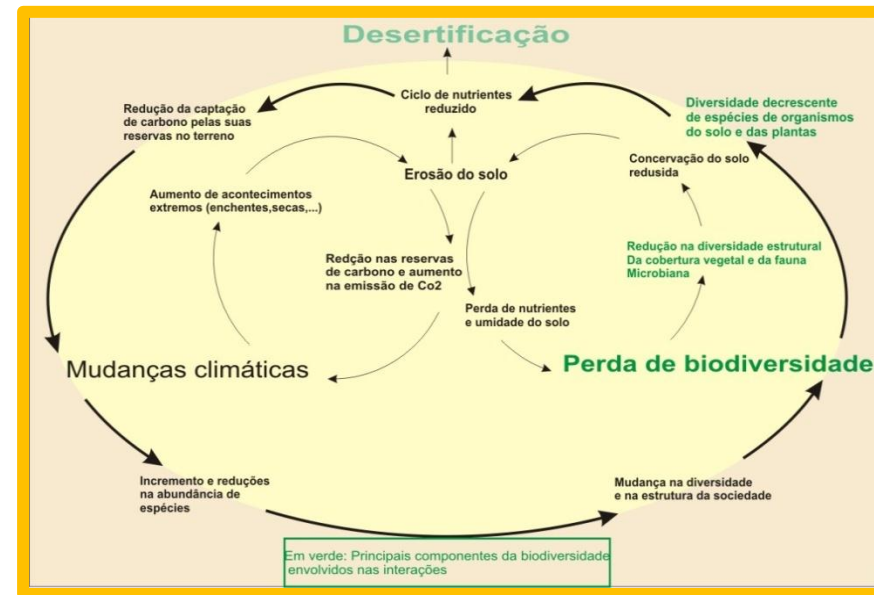 Desertificação
Ciclo de nutrientes
reduzido
Redução da captação
de carbono pelas suas
reservas no terreno
Diversidade decrescente
de espécies de organismos
do solo e das plantas
Erosão do solo
Concervação do solo
redusida
Aumento de acontecimentos
extremos (enchentes,secas,...)
Redção nas reservas
de carbono e aumento
na emissão de Co2
Redução na diversidade estrutural
Da cobertura vegetal e da fauna
Microbiana
Perda de nutrientes
e umidade do solo
Mudanças climáticas
Perda de biodiversidade
Incremento e reduções
na abundância de
espécies
Mudança na diversidade
e na estrutura da sociedade
Em verde: Principais componentes da biodiversidade
envolvidos nas interações